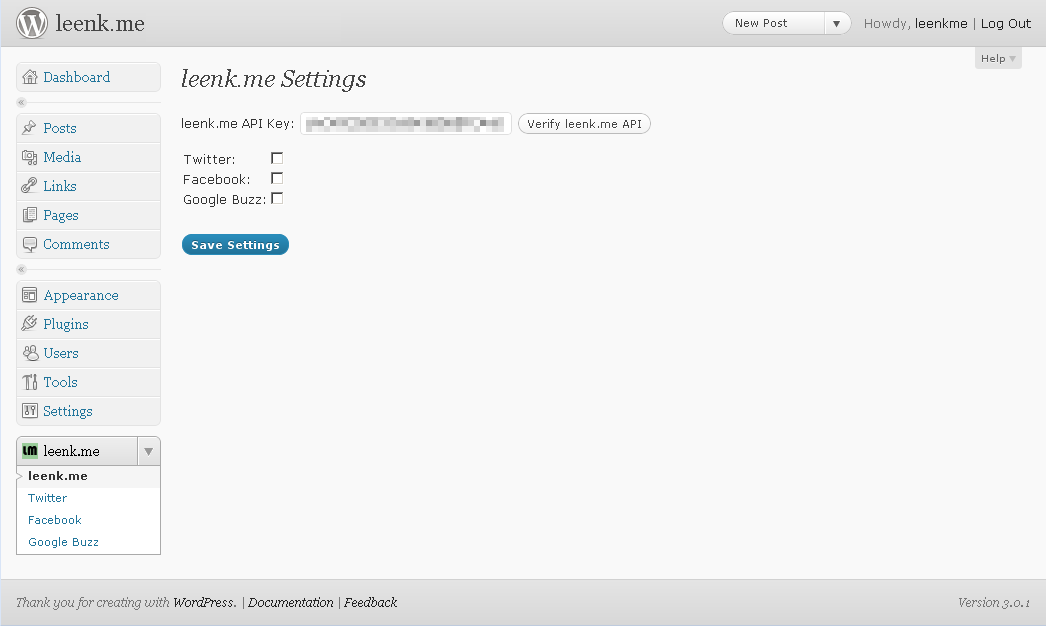 leenk.me
New Post
Howdy, leenkme | Log Out
Help
Dashboard
Posts
Media
Links
Pages
Comments
Appearance
Plugins
Users
Tools
Settings
LM leenk.me
leenk.me
Twitter
Facebook
Google Buzz
leenk.me Settings
leenk.me API Key:
Verify leenk.me API
Twitter:
Facebook:
Google Buzz:
Save Settings
Thank you for creating with WordPress. | Documentation | Feedback
Version 3.0.1